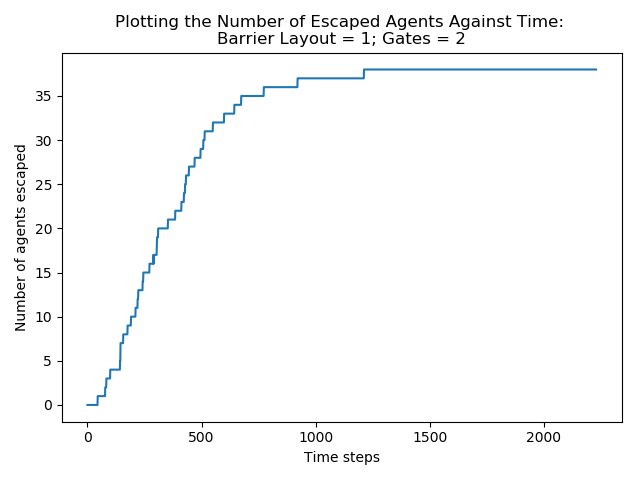 Plotting the Number of Escaped Agents Against Time:
Barrier Layout = 1; Gates = 2
35
30
25
20
15
10
5
0
Number of agents escaped
0 500 1000 1500 2000
Time steps